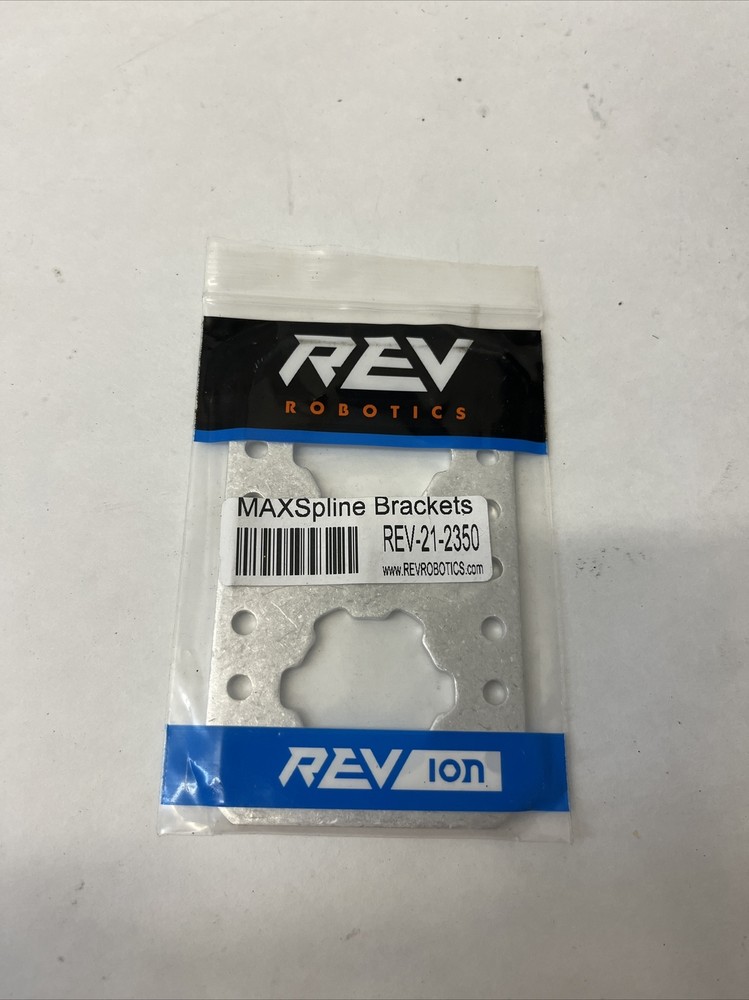 REV
ROBOTICS
MAXSpline Brackets
REV-21-2350
www.REVROBOTICS.com
REV ion